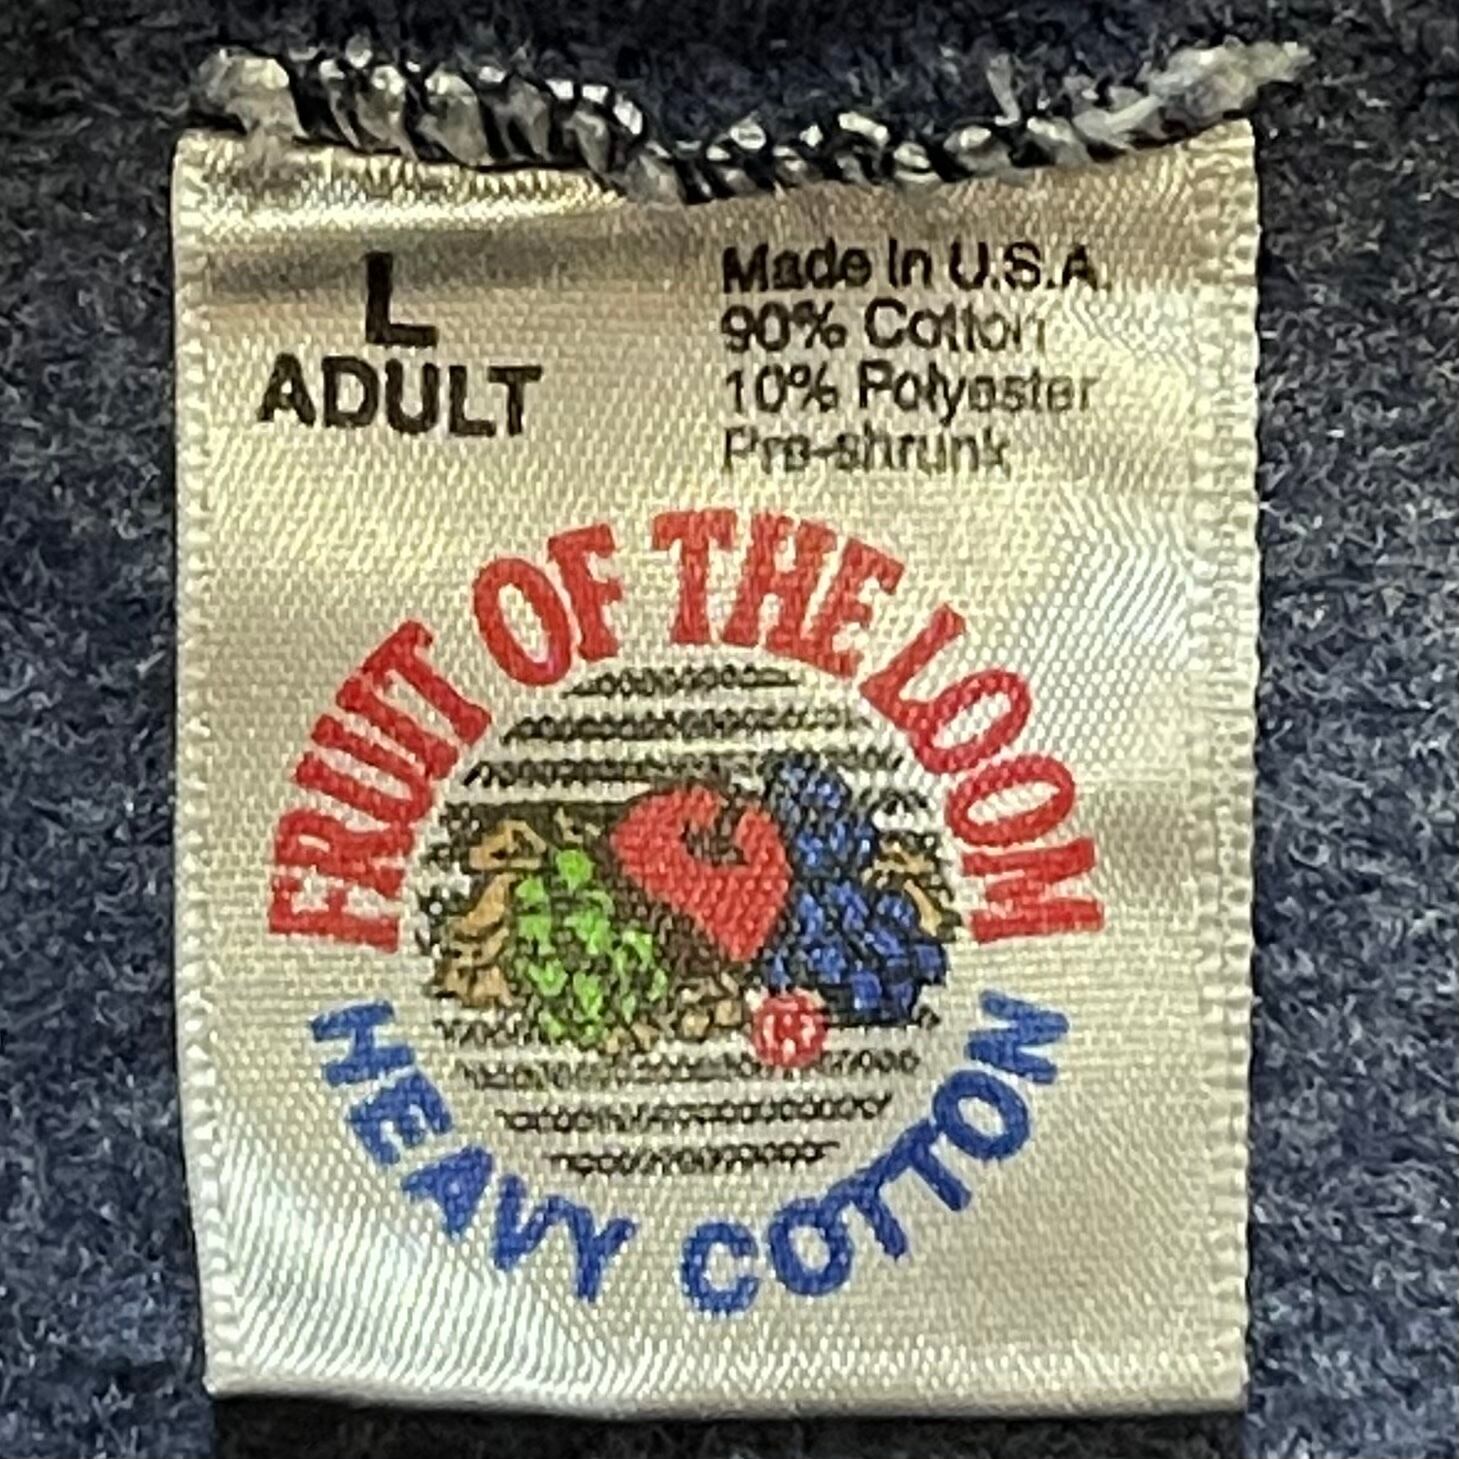 L
ADULT
Made In U.S.A.
90% Cotton
10% Polyester
Pre-shrunk
FRUIT OF THE LOOM
HEAVY COTTON